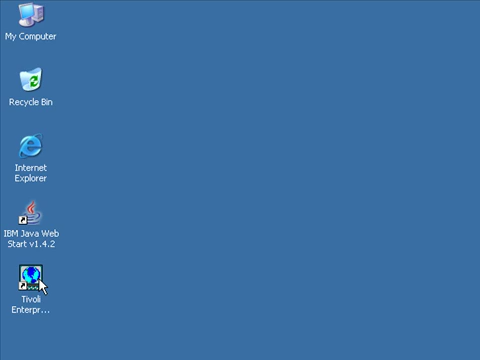 My Computer
Recycle Bin
Internet
Explorer
IBM Java Web
Start v1.4.2
Tivoli
Enterpr...